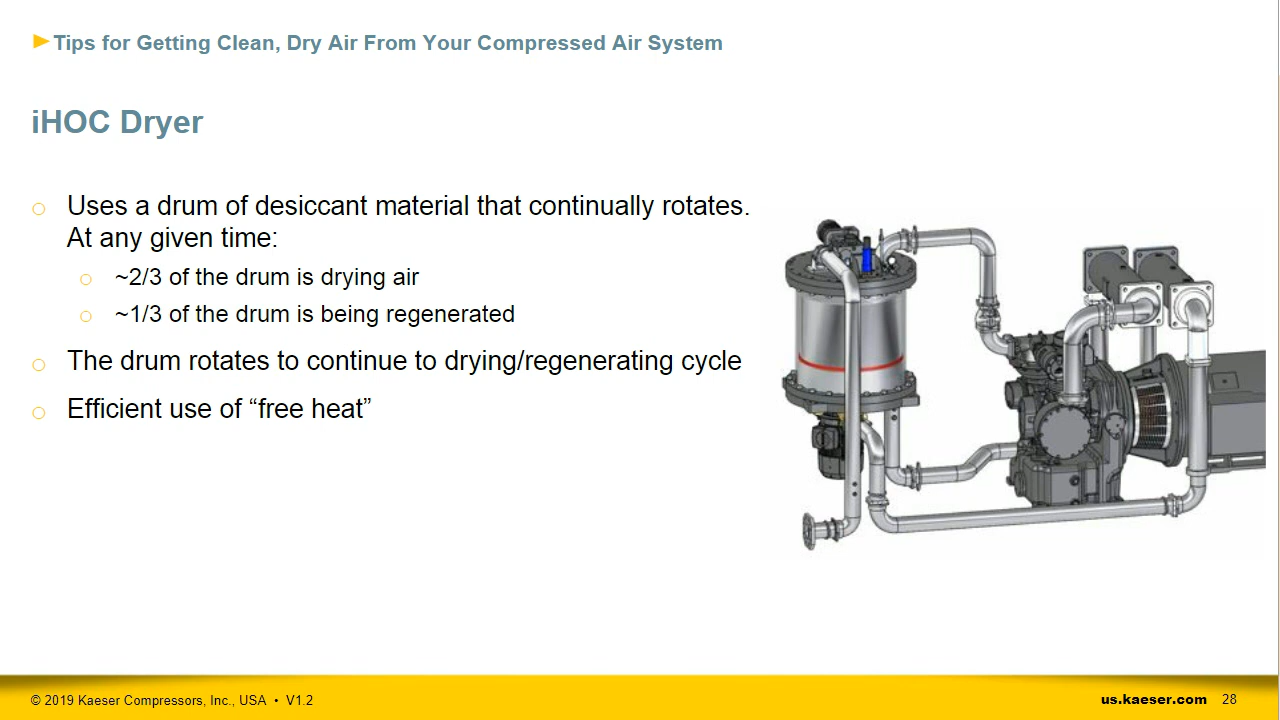 Tips for Getting Clean, Dry Air From Your Compressed Air System
iHOC Dryer
Uses a drum of desiccant material that continually rotates.
At any given time:
~2/3 of the drum is drying air
~1/3 of the drum is being regenerated
The drum rotates to continue to drying/regenerating cycle
Efficient use of “free heat”
© 2019 Kaeser Compressors, Inc., USA • V1.2
us.kaeser.com 28